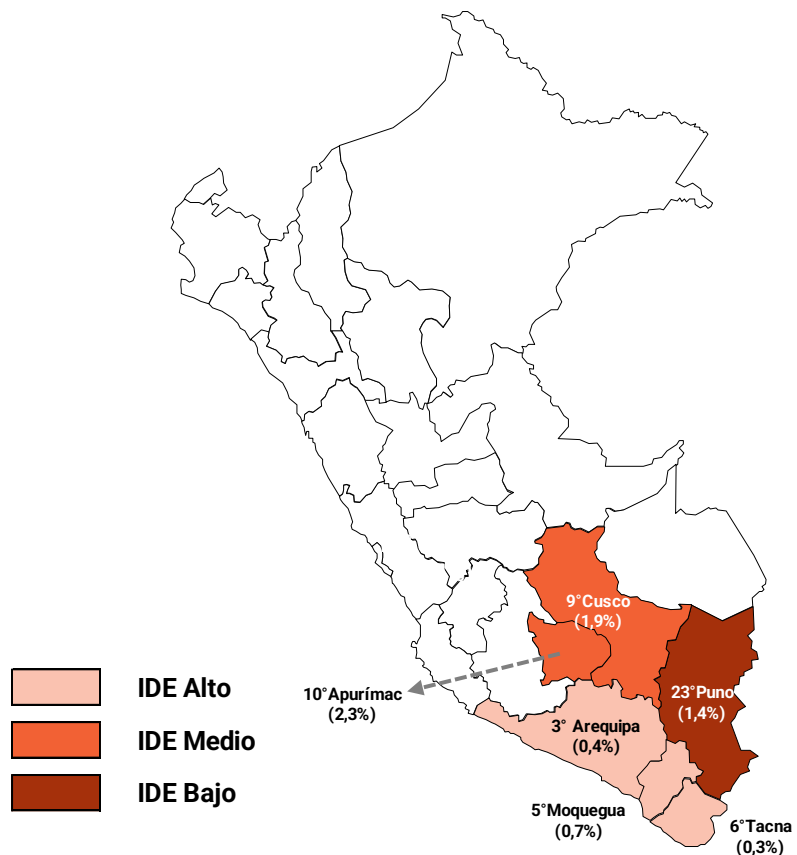 9°Cusco
(1,9%)
10°Apurímac
(2,3%)
23°Puno
(1,4%)
3° Arequipa
(0,4%)
5°Moquegua
(0,7%)
6°Tacna
(0,3%)
IDE Alto
IDE Medio
IDE Bajo